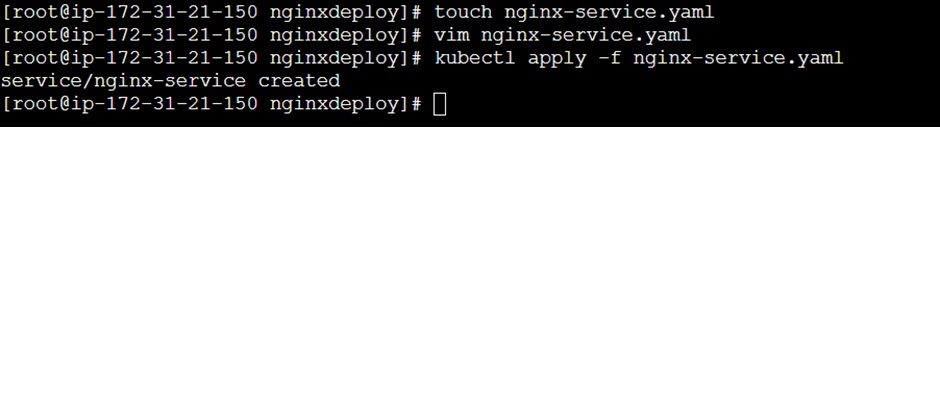 [root@ip-172-31-21-150 nginxdeploy]# touch nginx-service.yaml
[root@ip-172-31-21-150 nginxdeploy]# vim nginx-service.yaml
[root@ip-172-31-21-150 nginxdeploy]# kubectl apply -f nginx-service.yaml
service/nginx-service created
[root@ip-172-31-21-150 nginxdeploy]#